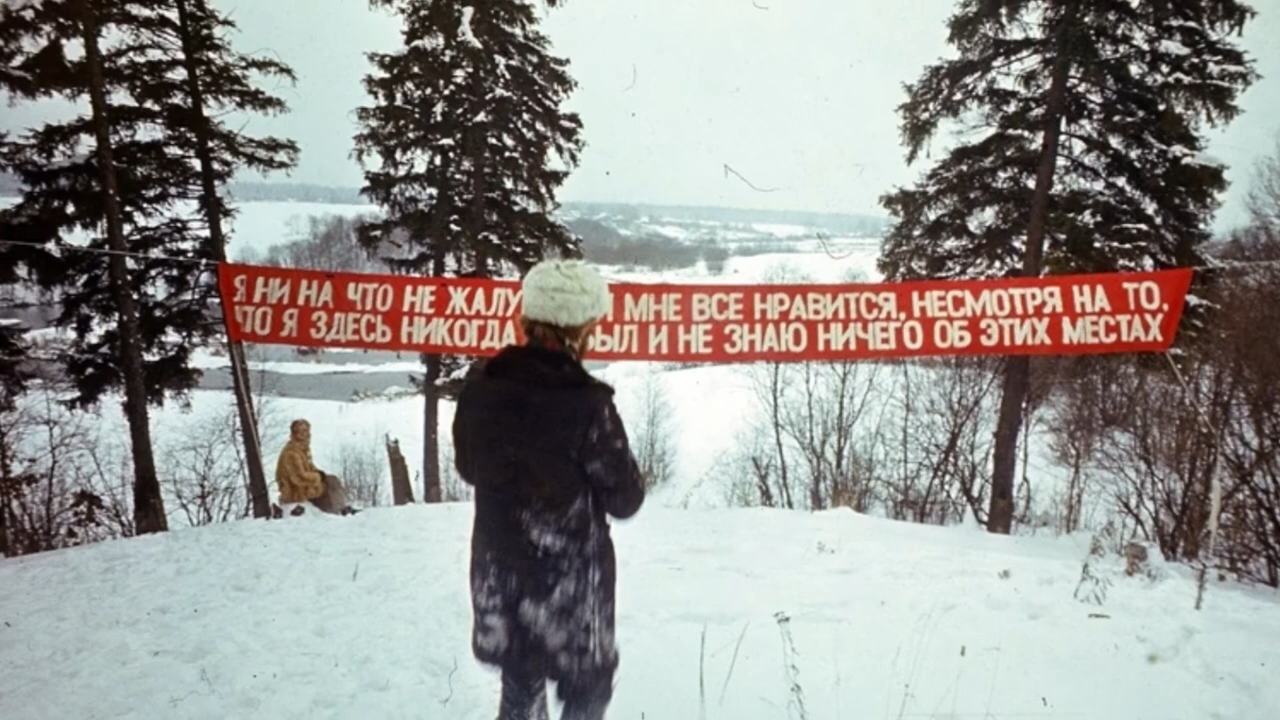 Я НИ НА ЧТО НЕ ЖАЛУ МНЕ ВСЕ НРАВИТСЯ, НЕСМОТРЯ НА ТО,
ЧТО Я ЗДЕСЬ НИКОГДА БЫЛ И НЕ ЗНАЮ НИЧЕГО ОБ ЭТИХ МЕСТАХ